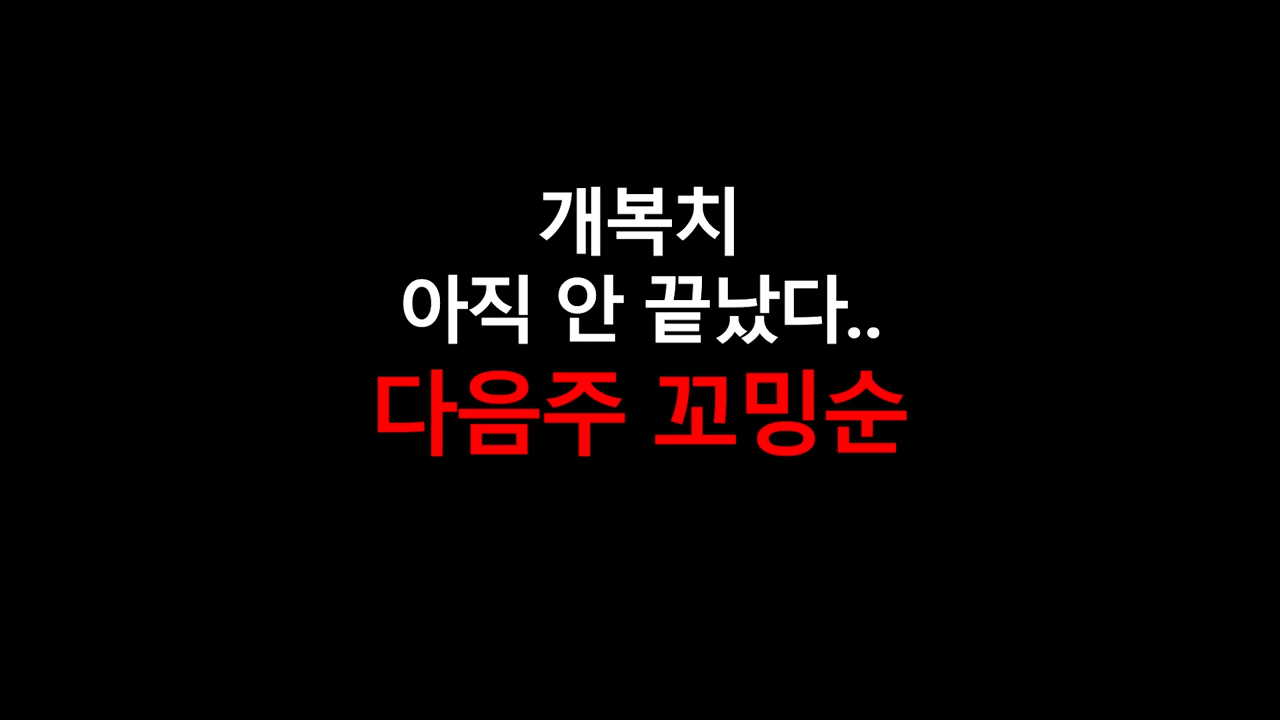 개복치
아직 안 끝났다..
다음주 꼬밍순